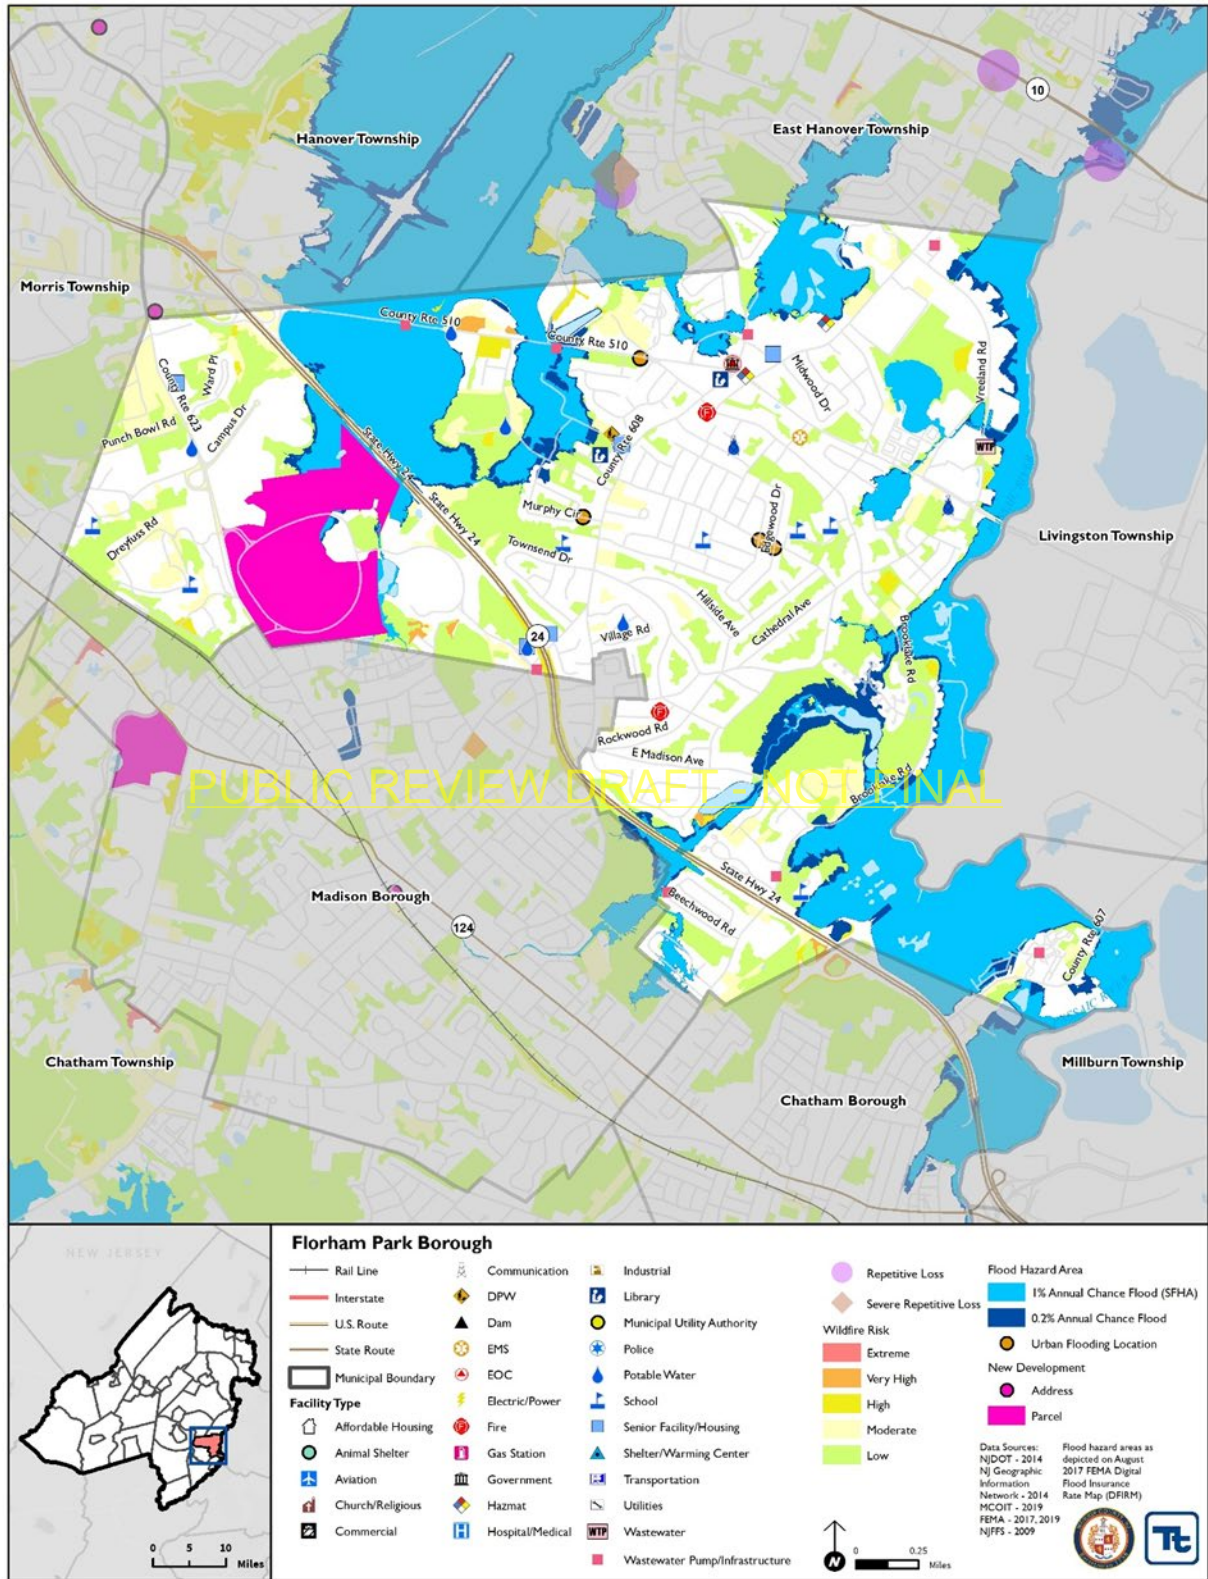 10
Hanover Township
East Hanover Township
Morris Township
County Rte 510
County Rte 510
Ward Pl
County Rte 623
Campus Dr
Punch Bowl Rd
Midwood Dr
Vreeland Rd
State Hwy 24
County Rte 608
WTP
State Hwy 24
Murphy Cir
Edgewood Dr
Dreyfuss Rd
Townsend Dr
Livingston Township
Hillside Ave
Cathedral Ave
24
Village Rd
Brooklake Rd
Rockwood Rd
E Madison Ave
Brooklake Rd
PUBLIC REVIEW DRAFT - NOT FINAL
State Hwy 24
Madison Borough
Beechwood Rd
124
County Rte 607
Chatham Township
Millburn Township
Chatham Borough
NEW JERSEY
0 5 10
Miles
Florham Park Borough
Rail Line
Interstate
U.S. Route
State Route
Municipal Boundary
Facility Type
Affordable Housing
Animal Shelter
Aviation
Church/Religious
Commercial
Communication
DPW
Dam
EMS
EOC
Electric/Power
Fire
Gas Station
Government
Hazmat
Hospital/Medical
Industrial
Library
Municipal Utility Authority
Police
Potable Water
School
Senior Facility/Housing
Shelter/Warming Center
Transportation
Utilities
WTP Wastewater
Wastewater Pump/Infrastructure
Repetitive Loss
Severe Repetitive Loss
Wildfire Risk
Extreme
Very High
High
Moderate
Low
N
0 0.25
Miles
Flood Hazard Area
1% Annual Chance Flood (SFHA)
0.2% Annual Chance Flood
Urban Flooding Location
New Development
Address
Parcel
Data Sources:
NJDOT - 2014
NJ Geographic
Information
Network - 2014
MCOIT - 2019
FEMA - 2017, 2019
NJFFS - 2009
Flood hazard areas as
depicted on August
2017 FEMA Digital
Flood Insurance
Rate Map (DFIRM)
Tt